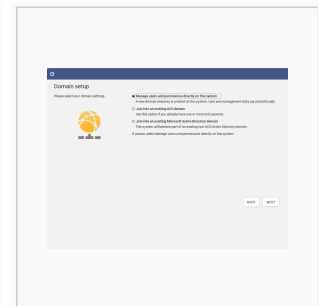 Domain setup
Please select your domain settings.
Manage users and permissions directly on this system
A new domain directory is created on this system. User and management data are stored locally.
Join into an existing UCS domain
Use this option if you already have one or more UCS systems.
Join into an existing Microsoft Active Directory domain
This system will become part of an existing non-UCS Active Directory domain.
If unsure, select Manage users and permissions directly on this system.
BACK NEXT